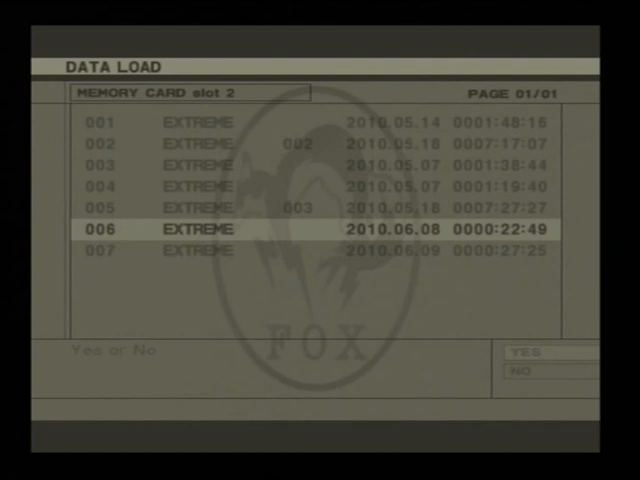 DATA LOAD
MEMORY CARD slot 2 PAGE 01/01
001 EXTREME 2010.05.14 0001:48:16
002 EXTREME 002 2010.05.18 0007:17:07
003 EXTREME 2010.05.07 0001:38:44
004 EXTREME 2010.05.07 0001:19:40
005 EXTREME 003 2010.05.18 0007:27:27
006 EXTREME 2010.06.08 0000:22:49
007 EXTREME 2010.06.09 0000:27:25
FOX
Yes or No
YES
NO